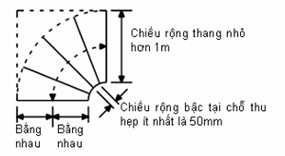 Chiều rộng thang nhỏ
hơn 1m
Chiều rộng bậc tại chỗ thu
hẹp ít nhất là 50mm
Bằng Bằng
nhau nhau